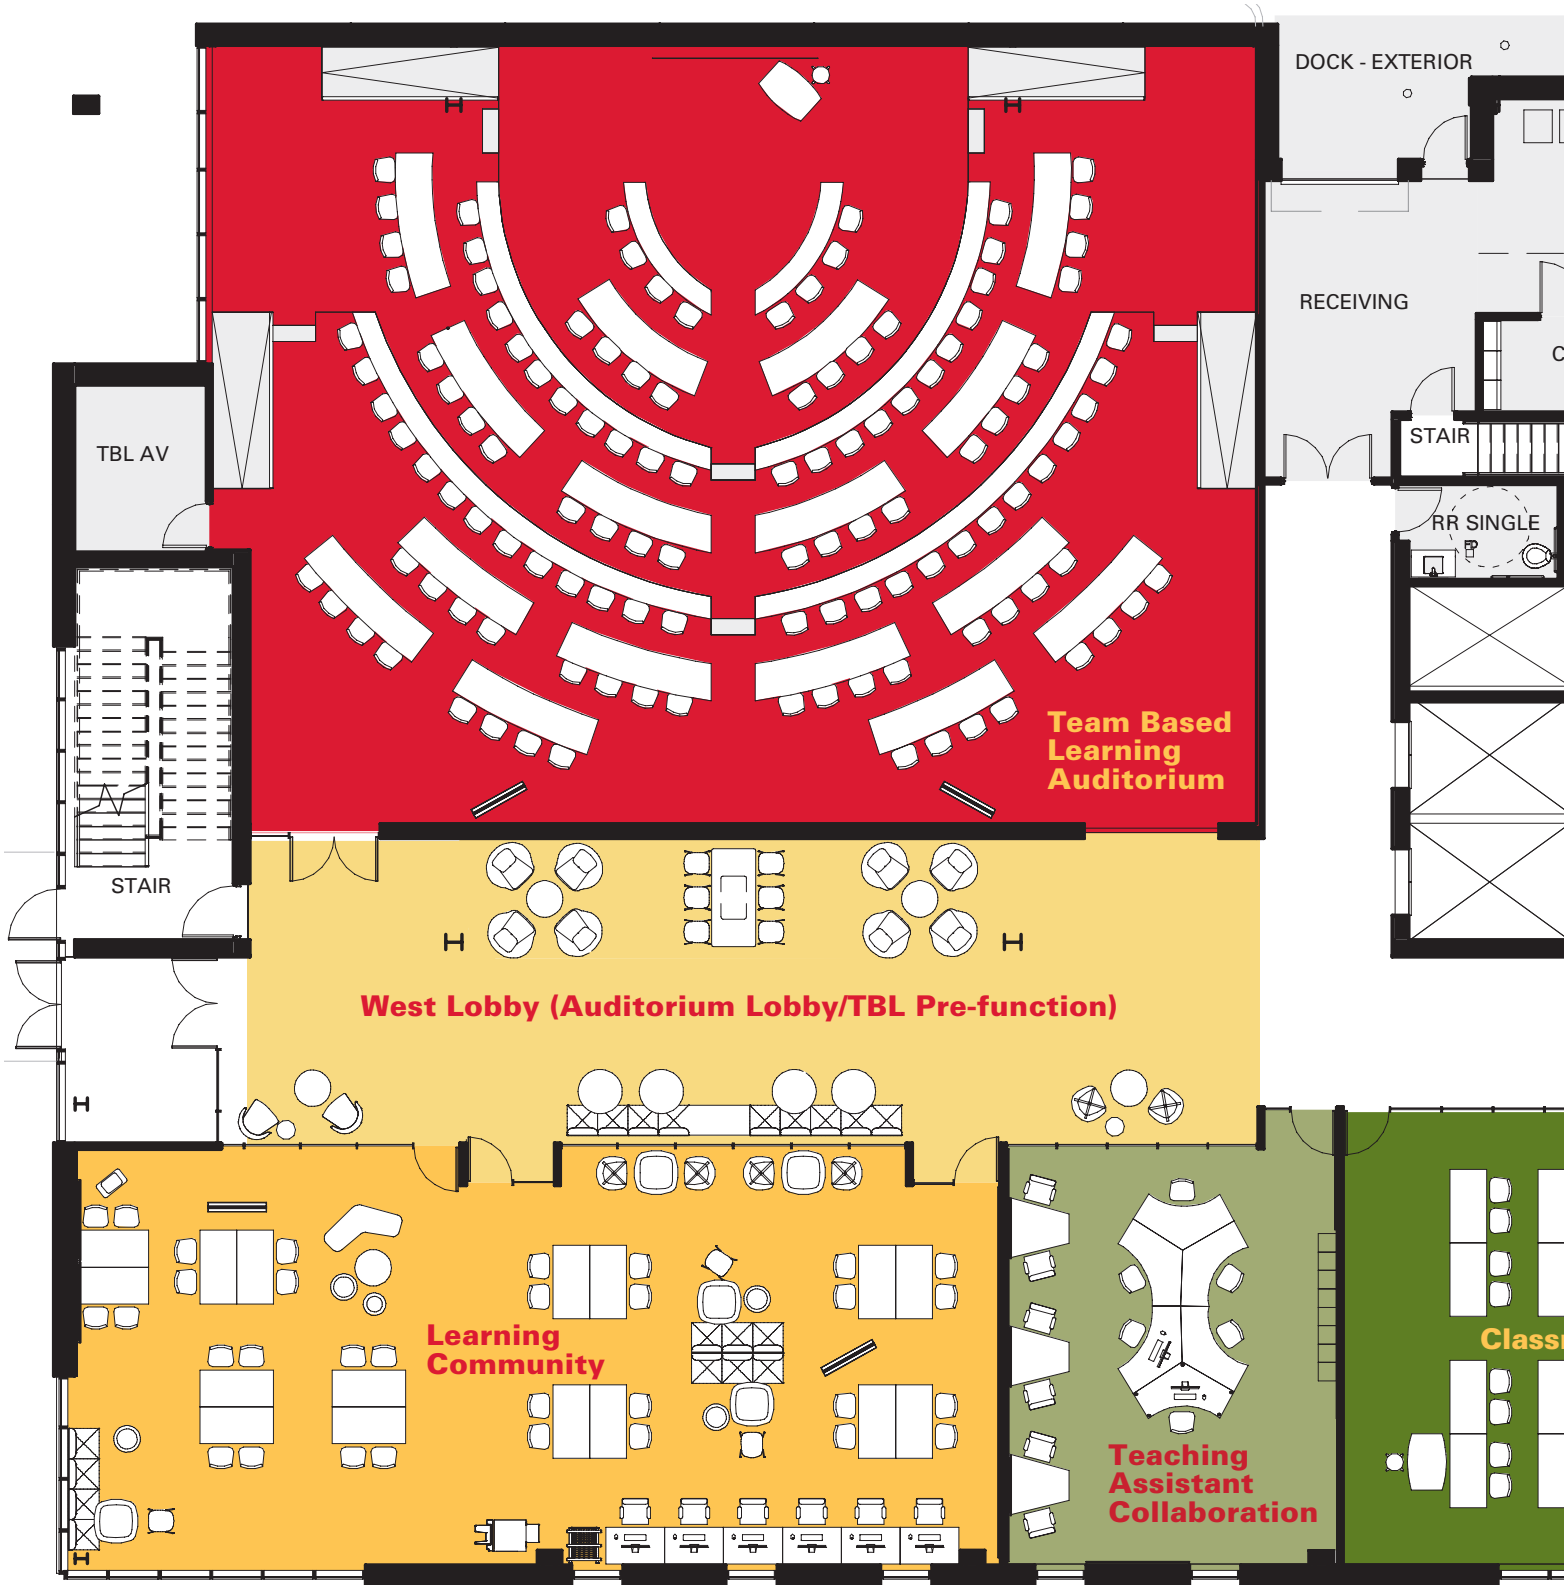 DOCK - EXTERIOR
RECEIVING
C
STAIR
TBL AV
RR SINGLE
Team Based
Learning
Auditorium
STAIR
West Lobby (Auditorium Lobby/TBL Pre-function)
Learning
Community
Classr
Teaching
Assistant
Collaboration